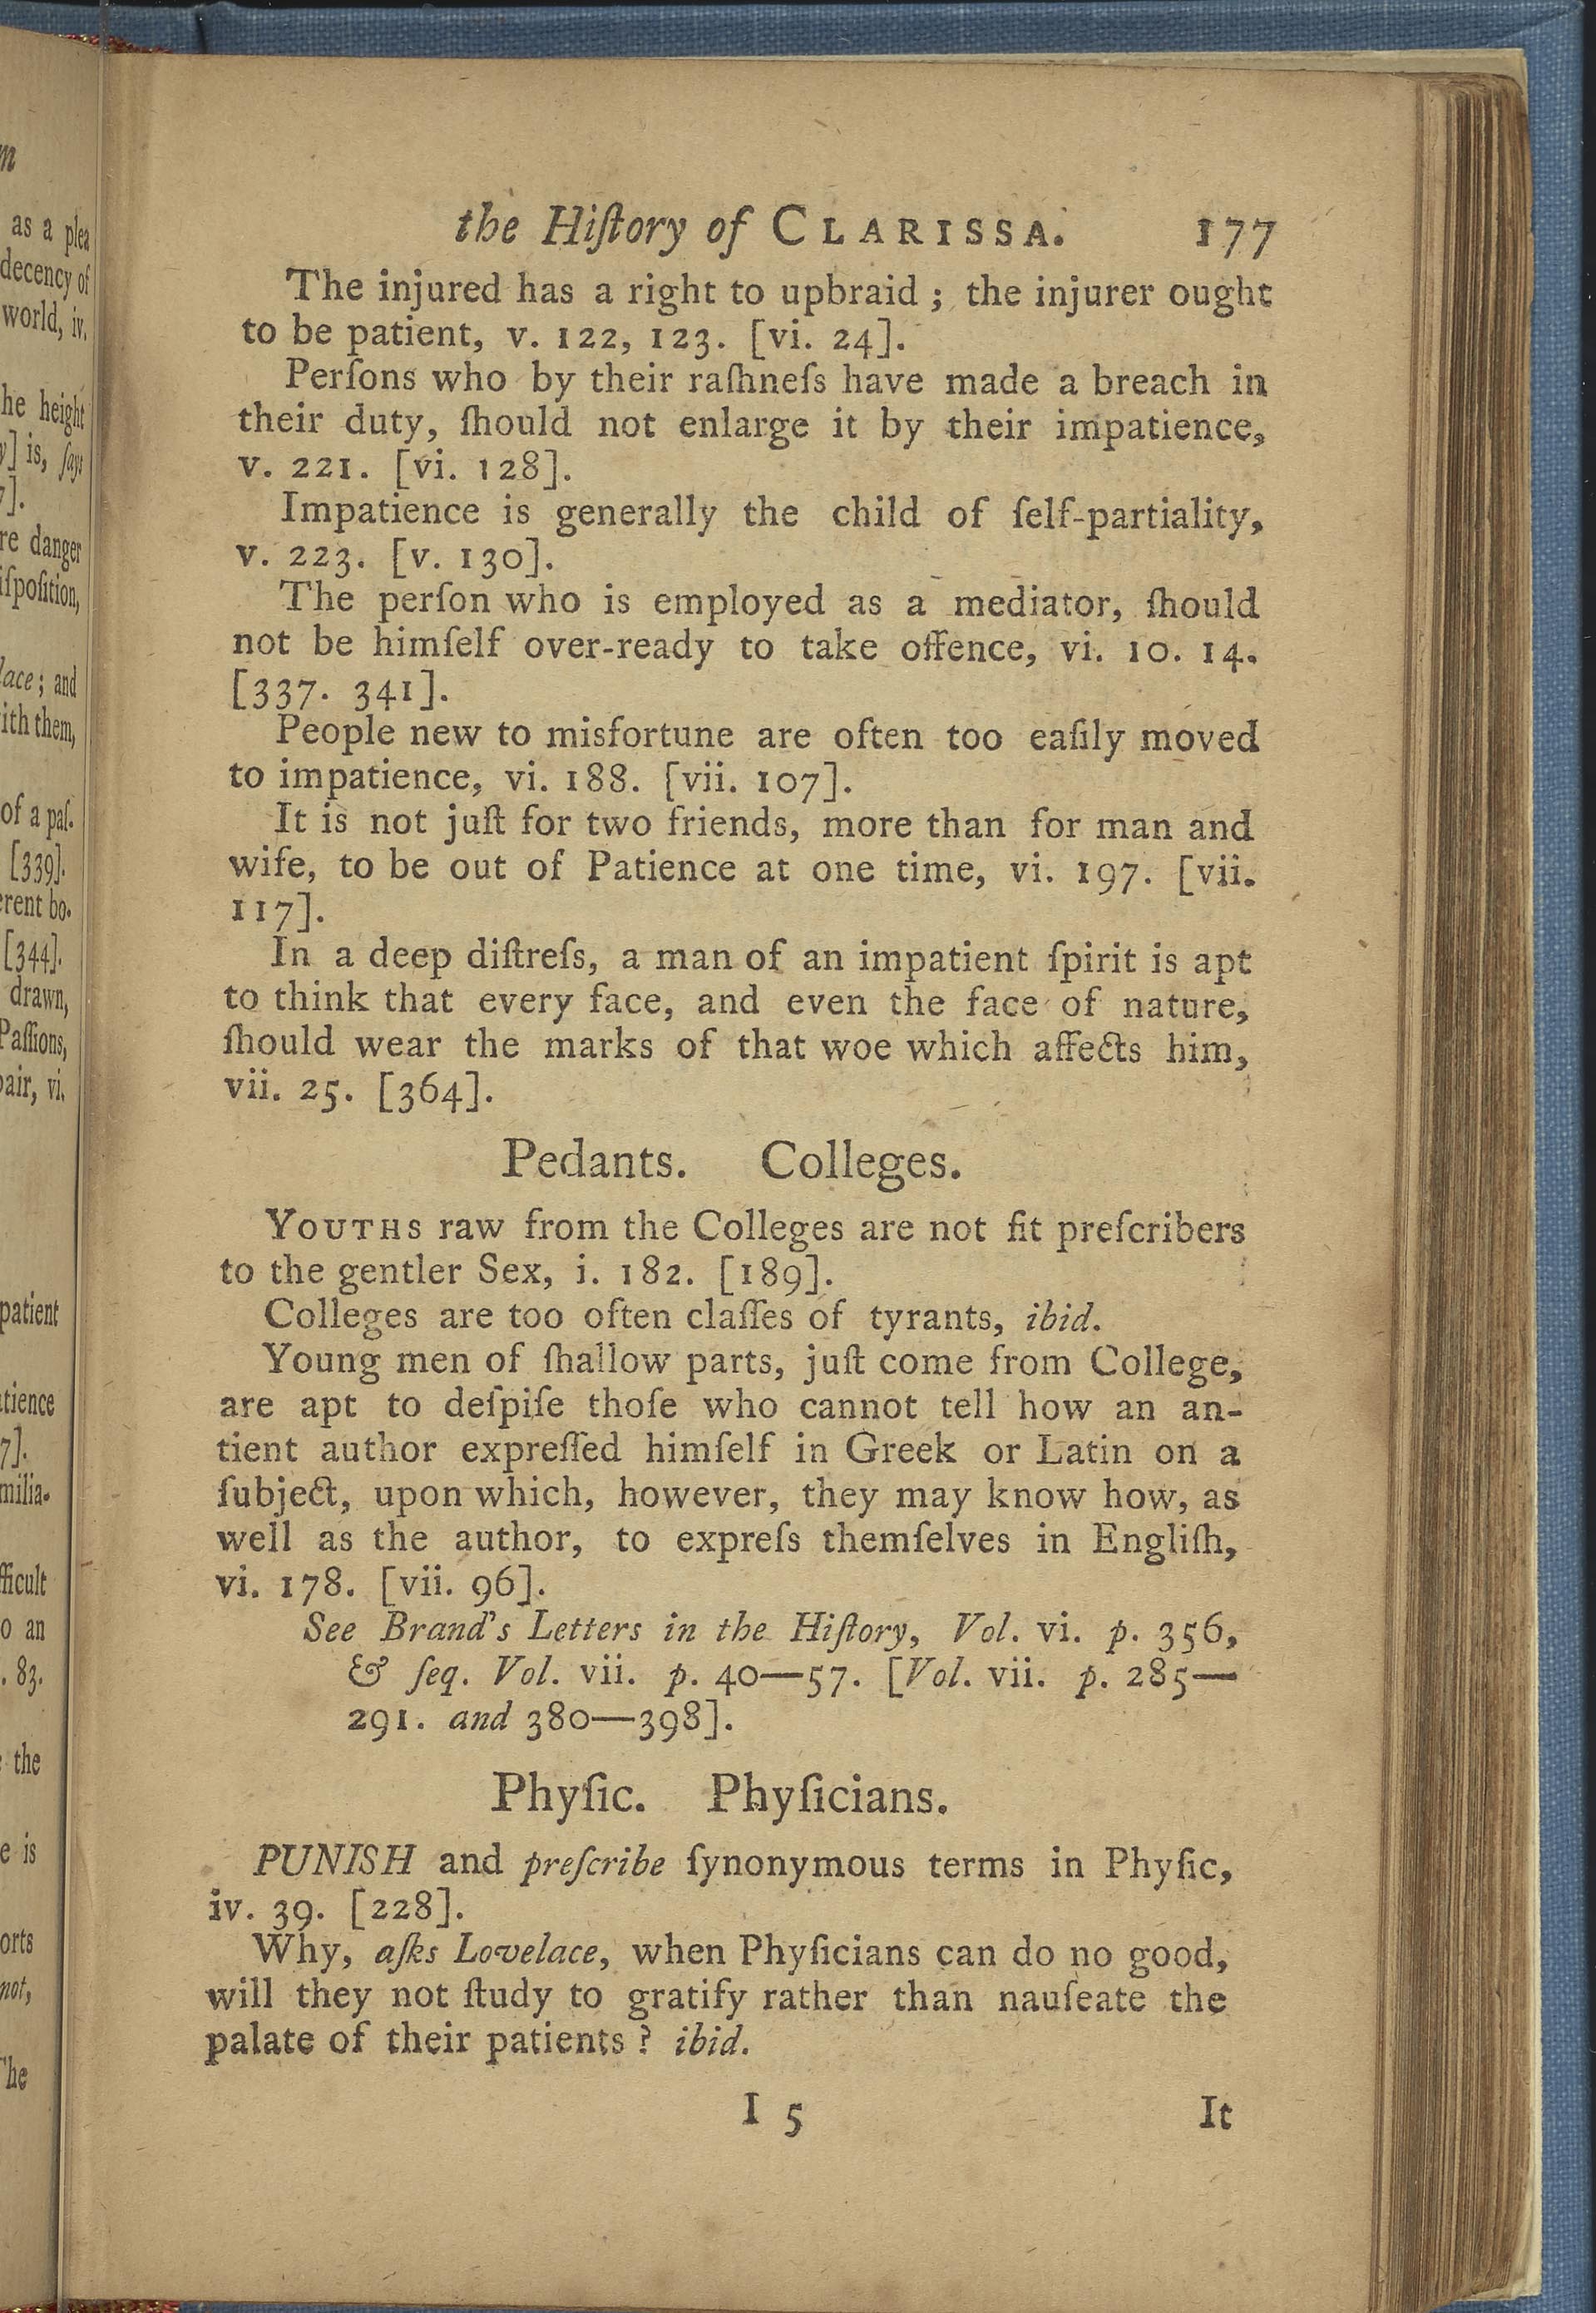 the Hiſtory of CLARISSA. 177
The injured has a right to upbraid ; the injurer ought
to be patient, v. 122, 123. [vi. 24].
Perſons who by their raſhneſs have made a breach in
their duty, ſhould not enlarge it by their impatience,
v. 221. [vi. 128].
Impatience is generally the child of ſelf-partiality,
v. 223. [v. 130].
The perſon who is employed as a mediator, ſhould
not be himſelf over-ready to take offence, vi. 10. 14.
[337. 341].
People new to misfortune are often too eaſily moved
to impatience, vi. 188. [vii. 107].
It is not juſt for two friends, more than for man and
wife, to be out of Patience at one time, vi. 197. [vii.
117].
In a deep diſtreſs, a man of an impatient ſpirit is apt
to think that every face, and even the face of nature,
ſhould wear the marks of that woe which affects him,
vii. 25. [364].
Pedants. Colleges.
YOUTHS raw from the Colleges are not fit preſcribers
to the gentler Sex, i. 182. [189].
Colleges are too often claſſes of tyrants, ibid.
Young men of ſhallow parts, juſt come from College,
are apt to deſpiſe thoſe who cannot tell how an an-
tient author expreſſed himſelf in Greek or Latin on a
ſubject, upon which, however, they may know how, as
well as the author, to expreſs themſelves in Engliſh,
vi. 178. [vii. 96].
See Brand's Letters in the Hiſtory, Vol. vi. p. 356,
& ſeq. Vol. vii. p. 40—57. [Vol. vii. p. 285—
291. and 380—398].
Phyſic. Phyſicians.
PUNISH and preſcribe ſynonymous terms in Phyſic,
iv. 39. [228].
Why, aſks Lovelace, when Phyſicians can do no good,
will they not ſtudy to gratify rather than nauſeate the
palate of their patients ? ibid.
I 5 It